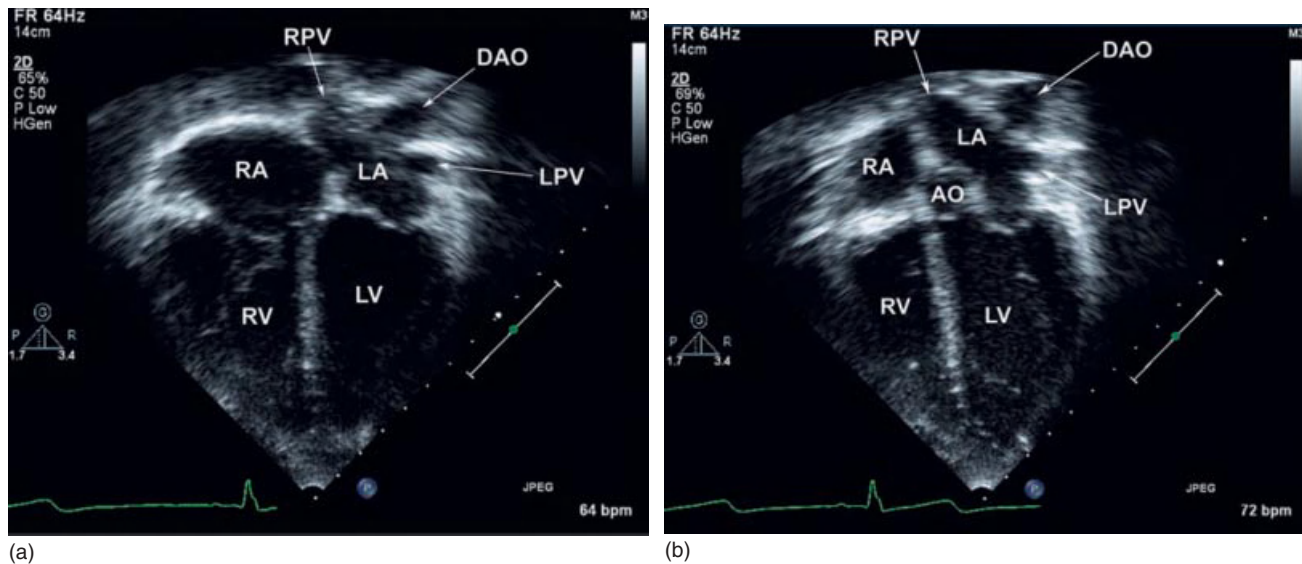 FR 64Hz
14cm
2D
65%
C 50
P Low
HGen
M3
RPV
DAO
RA
LA
LPV
RV
LV
G
P R
1.7 3.4
P
JPEG
64 bpm
(a)
FR 64Hz
14cm
2D
69%
C 50
P Low
HGen
M3
RPV
DAO
LA
RA
AO
LPV
RV
LV
G
P R
1.7 3.4
P
JPEG
72 bpm
(b)